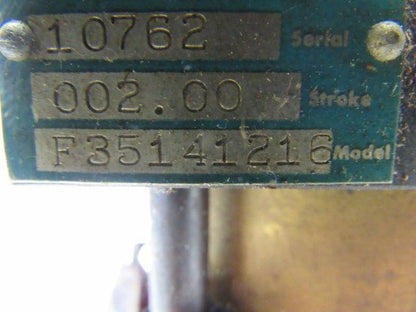 10762 Serial
002.00 Stroke
F35141216 Model